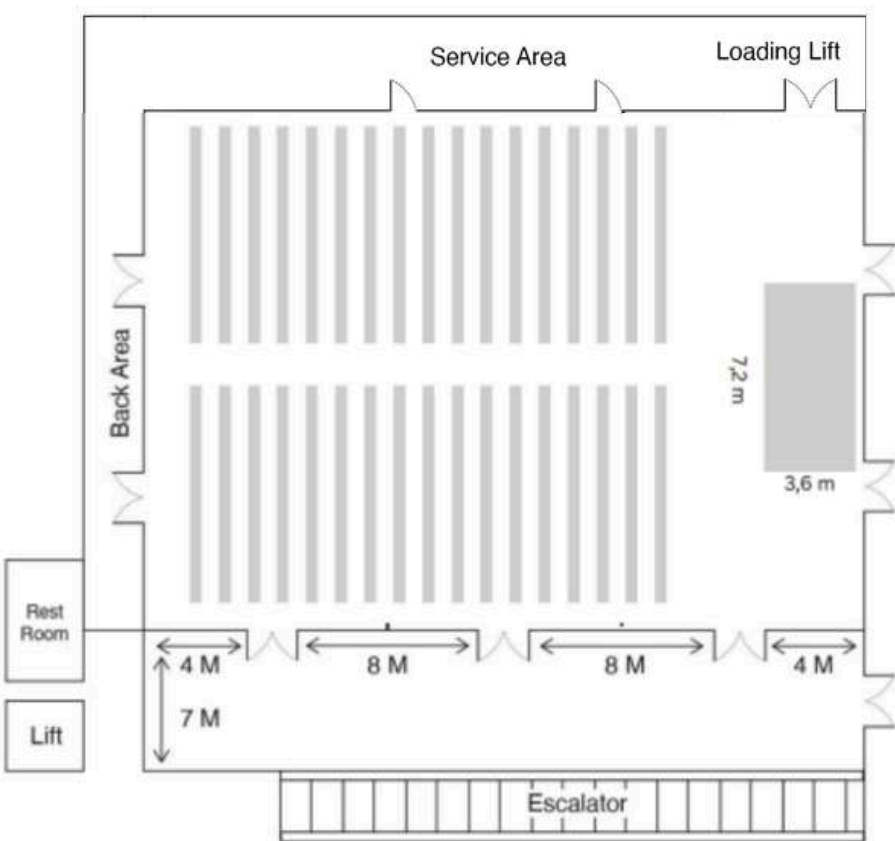 Service Area
Loading Lift
Back Area
7,2 m
3,6 m
Rest
Room
4 M
8 M
8 M
4 M
7 M
Lift
Escalator